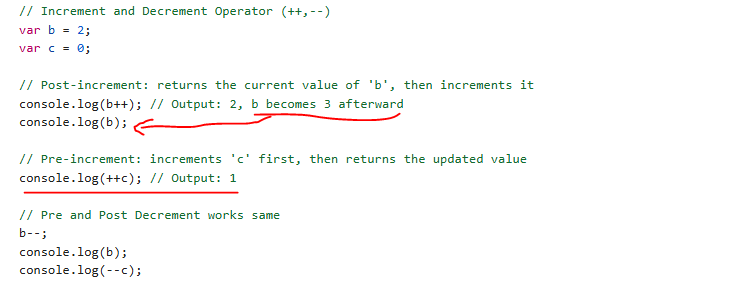 // Increment and Decrement Operator (++,--)
var b = 2;
var c = 0;
// Post-increment: returns the current value of 'b', then increments it
console.log(b++); // Output: 2, b becomes 3 afterward
console.log(b);
// Pre-increment: increments 'c' first, then returns the updated value
console.log(++c); // Output: 1
// Pre and Post Decrement works same
b--;
console.log(b);
console.log(--c);